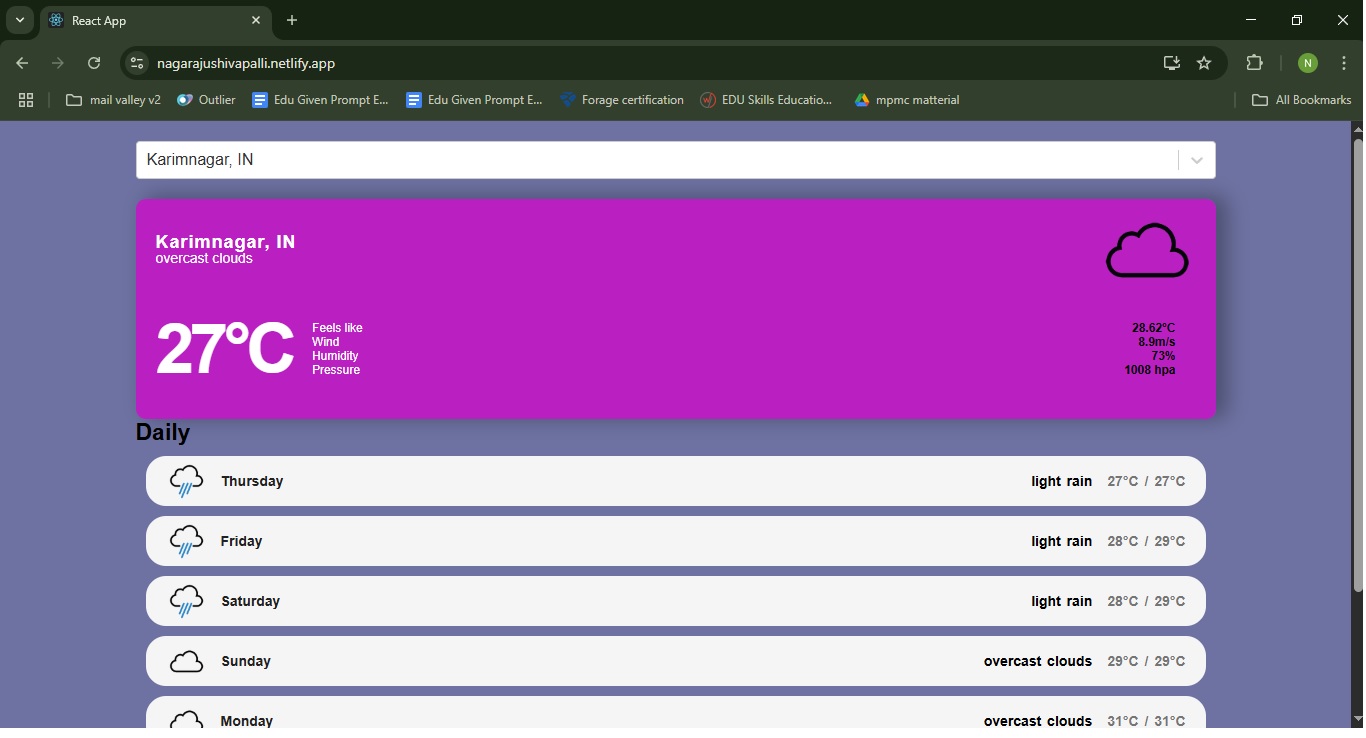 React App
nagarajushivapalli.netlify.app
N
mail valley v2 Outlier Edu Given Prompt E... Edu Given Prompt E... Forage certification EDU Skills Educatio... mpmc matterial All Bookmarks
Karimnagar, IN
Karimnagar, IN
overcast clouds
27°C
Feels like 28.62°C
Wind 8.9m/s
Humidity 73%
Pressure 1008 hpa
Daily
Thursday light rain 27°C / 27°C
Friday light rain 28°C / 29°C
Saturday light rain 28°C / 29°C
Sunday overcast clouds 29°C / 29°C
Monday overcast clouds 31°C / 31°C